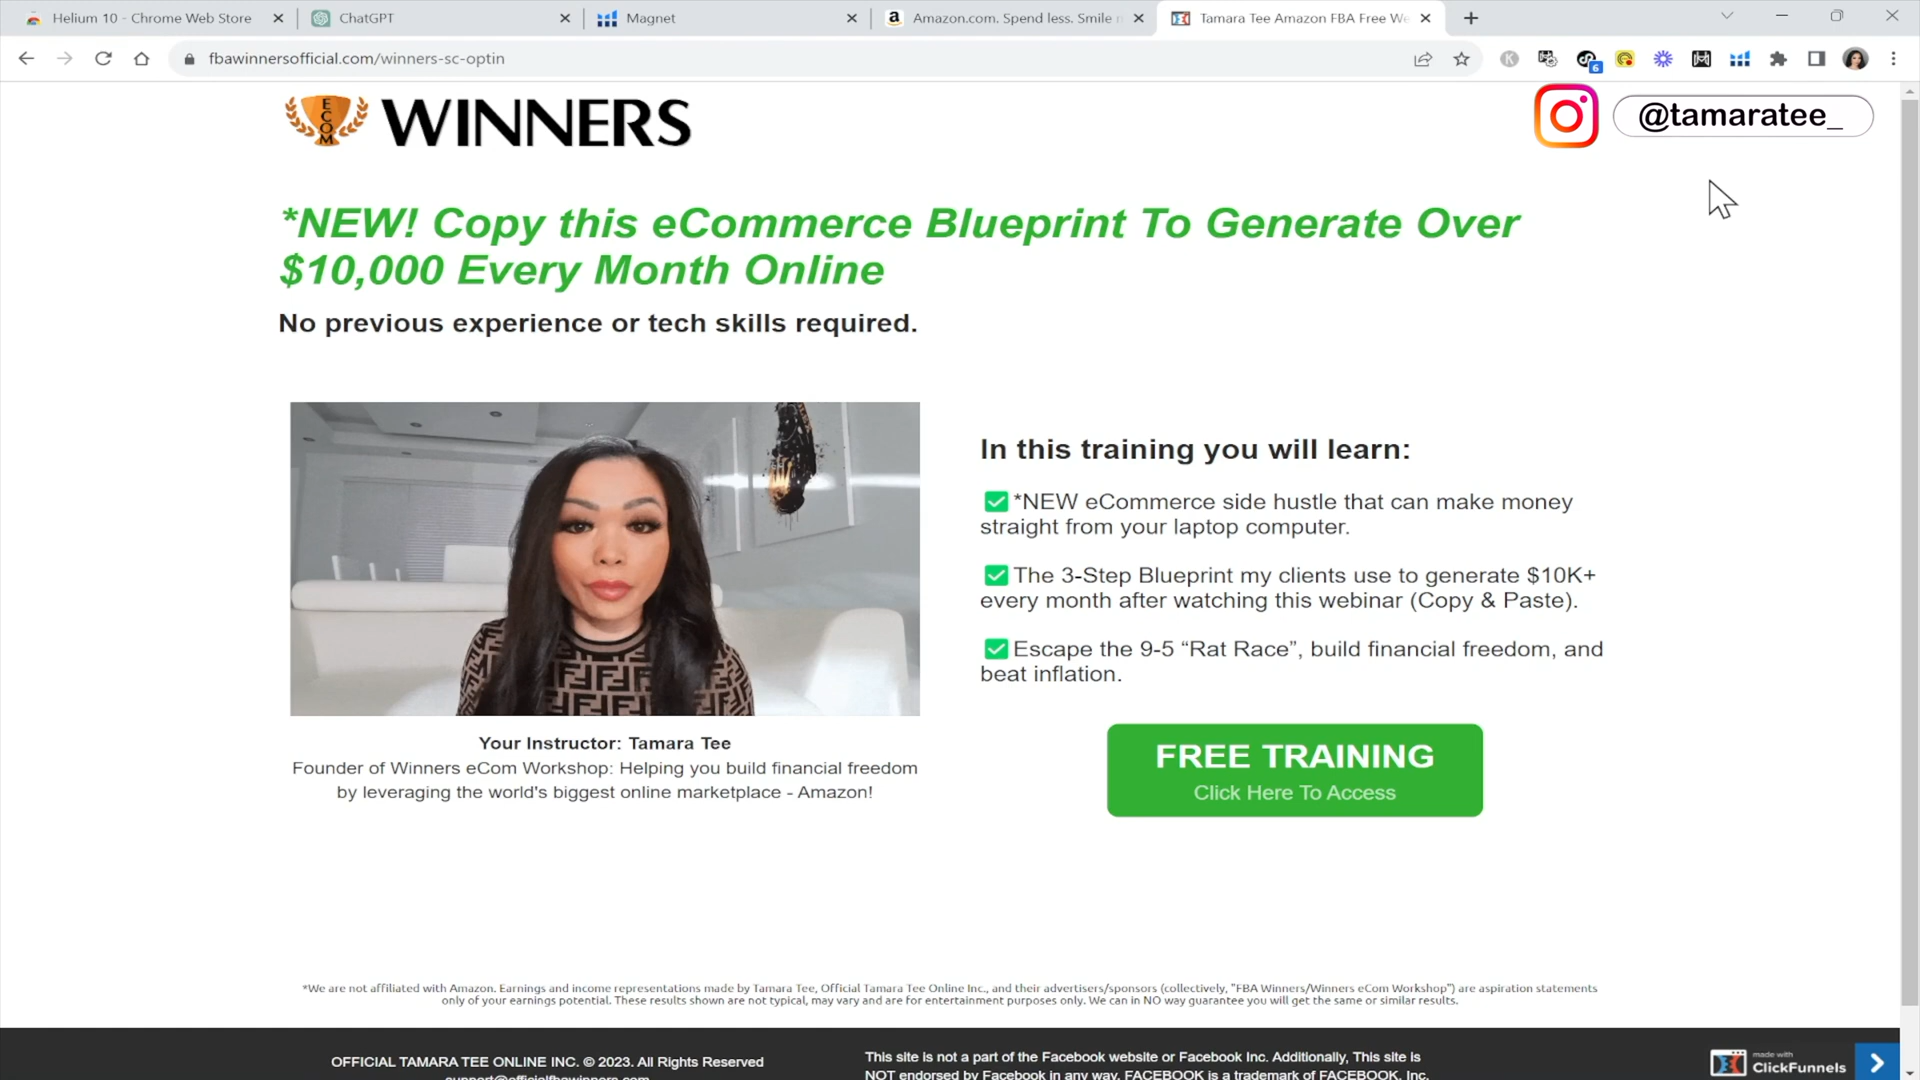 Helium 10 - Chrome Web Store
ChatGPT
Magnet
Amazon.com. Spend less. Smile
Tamara Tee Amazon FBA Free We
fbawinnersofficial.com/winners-sc-optin
6
ECOM WINNERS
@tamaratee_
*NEW! Copy this eCommerce Blueprint To Generate Over
$10,000 Every Month Online
No previous experience or tech skills required.
Your Instructor: Tamara Tee
Founder of Winners eCom Workshop: Helping you build financial freedom
by leveraging the world's biggest online marketplace - Amazon!
In this training you will learn:
*NEW eCommerce side hustle that can make money
straight from your laptop computer.
The 3-Step Blueprint my clients use to generate $10K+
every month after watching this webinar (Copy & Paste).
Escape the 9-5 “Rat Race”, build financial freedom, and
beat inflation.
FREE TRAINING
Click Here To Access
*We are not affiliated with Amazon. Earnings and income representations made by Tamara Tee, Official Tamara Tee Online Inc., and their advertisers/sponsors (collectively, "FBA Winners/Winners eCom Workshop") are aspiration statements
only of your earnings potential. These results shown are not typical, may vary and are for entertainment purposes only. We can in NO way guarantee you will get the same or similar results.
OFFICIAL TAMARA TEE ONLINE INC. © 2023. All Rights Reserved
support@officialfbawinners.com
This site is not a part of the Facebook website or Facebook Inc. Additionally, This site is
NOT endorsed by Facebook in any way. FACEBOOK is a trademark of FACEBOOK, Inc.
made with
ClickFunnels